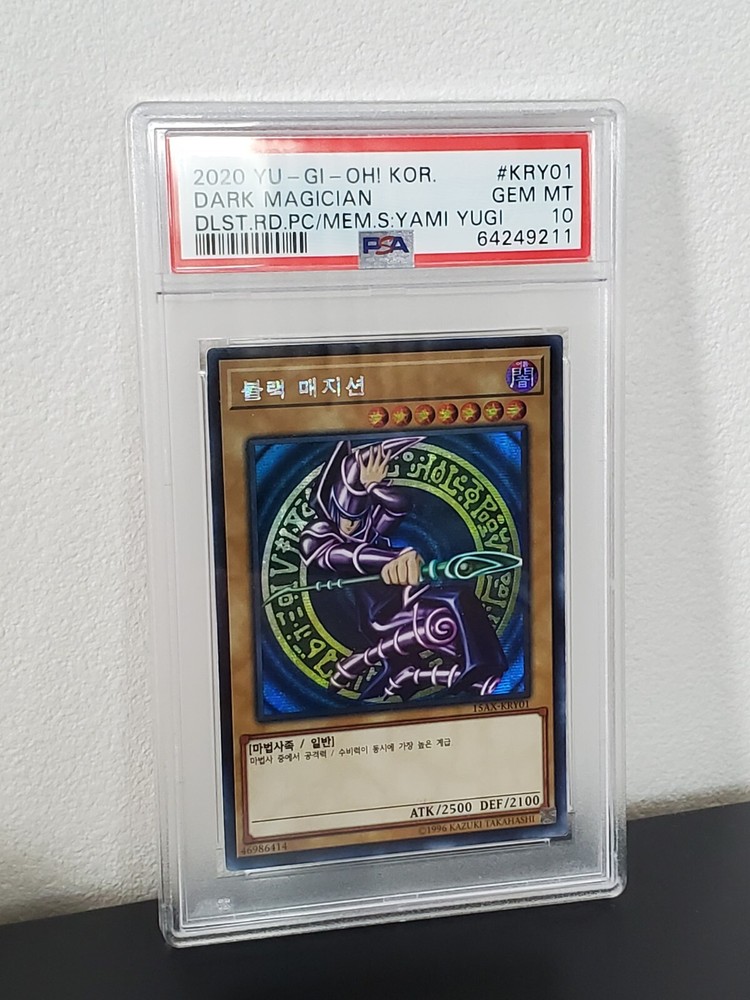 2020 YU-GI-OH! KOR. #KRY01
DARK MAGICIAN GEM MT
DLST.RD.PC/MEM.S:YAMI YUGI 10
PSA 64249211
블랙 매지션
어둠
闇
15AX-KRY01
[마법사족 / 일반]
마법사 중에서 공격력 / 수비력이 동시에 가장 높은 계급
ATK/2500 DEF/2100
46986414 ©1996 KAZUKI TAKAHASHI